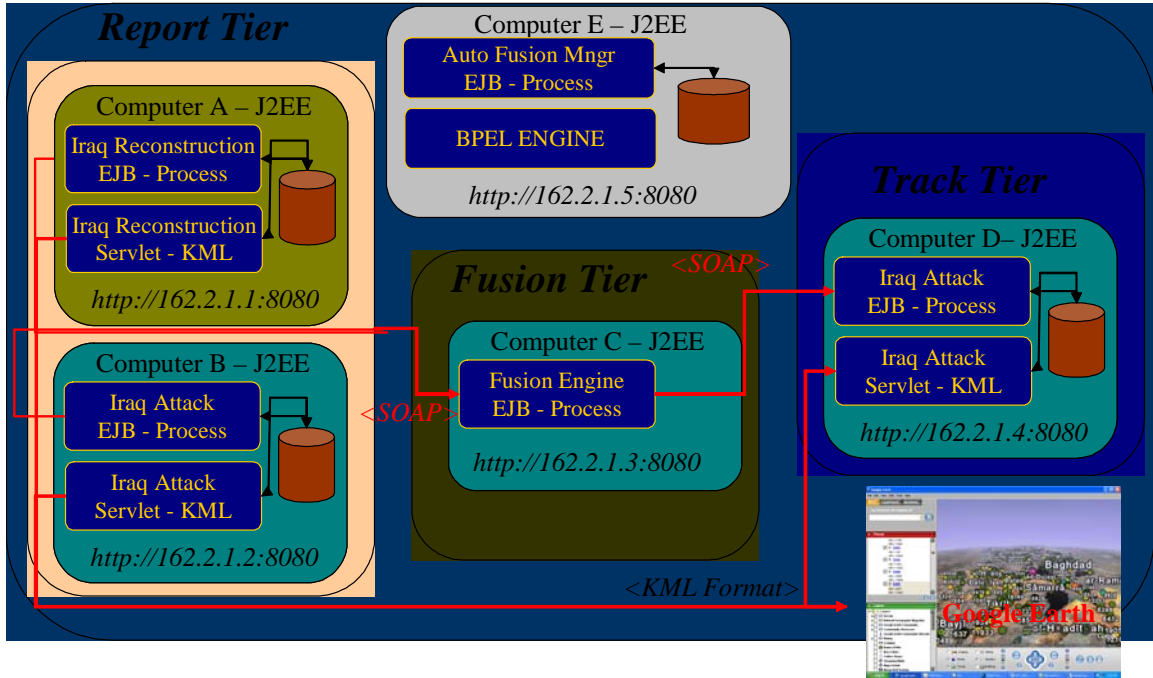 Report Tier
Computer A – J2EE
Iraq Reconstruction
EJB - Process
Iraq Reconstruction
Servlet - KML
http://162.2.1.1:8080
Computer B – J2EE
Iraq Attack
EJB - Process
Iraq Attack
Servlet - KML
http://162.2.1.2:8080
Computer E – J2EE
Auto Fusion Mngr
EJB - Process
BPEL ENGINE
http://162.2.1.5:8080
Fusion Tier
<SOAP>
Computer C – J2EE
Fusion Engine
EJB - Process
<SOAP>
http://162.2.1.3:8080
Track Tier
Computer D– J2EE
Iraq Attack
EJB - Process
Iraq Attack
Servlet - KML
http://162.2.1.4:8080
<KML Format>
Baghdad
Samarra
Google Earth